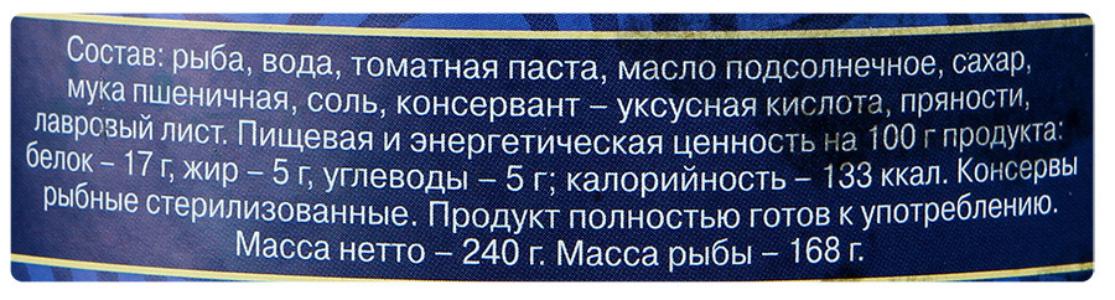 Состав: рыба, вода, томатная паста, масло подсолнечное, сахар,
мука пшеничная, соль, консервант – уксусная кислота, пряности,
лавровый лист. Пищевая и энергетическая ценность на 100 г продукта:
белок – 17 г, жир – 5 г, углеводы – 5 г; калорийность – 133 ккал. Консервы
рыбные стерилизованные. Продукт полностью готов к употреблению.
Масса нетто – 240 г. Масса рыбы – 168 г.